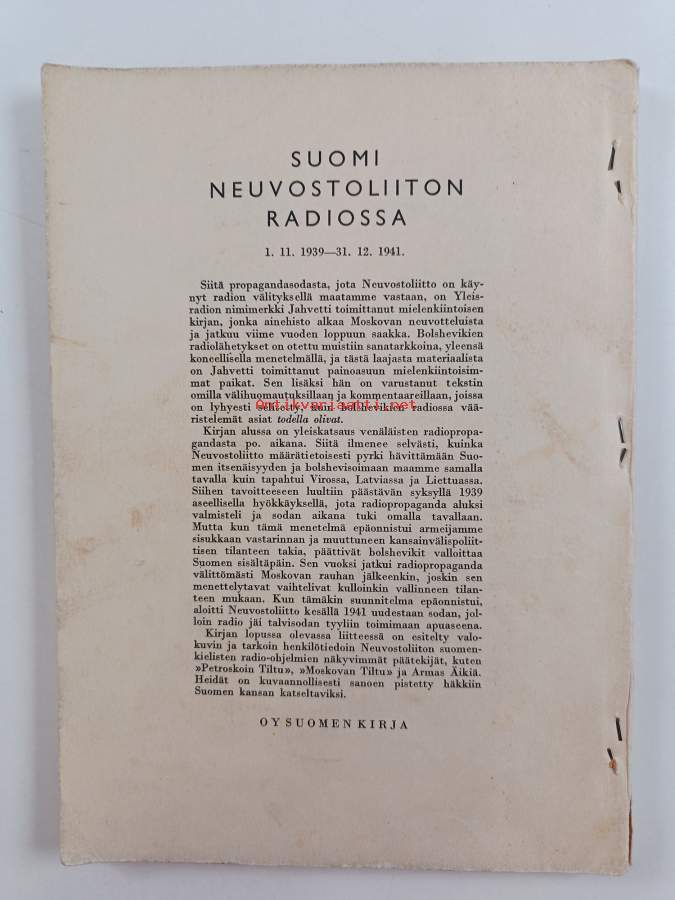 SUOMI
NEUVOSTOLIITON
RADIOSSA
1. 11. 1939—31. 12. 1941.
Siitä propagandasodasta, jota Neuvostoliitto on käy-
nyt radion välityksellä maatamme vastaan, on Yleis-
radion nimimerkki Jahvetti toimittanut mielenkiintoisen
kirjan, jonka ainehisto alkaa Moskovan neuvotteluista
ja jatkuu viime vuoden loppuun saakka. Bolshevikien
radiolähetykset on otettu muistiin sanatarkkoina, yleensä
koneellisella menetelmällä, ja tästä laajasta materiaalista
on Jahvetti toimittanut painoasuun mielenkiintoisim-
mat paikat. Sen lisäksi hän on varustanut tekstin
omilla välihuomautuksillaan ja kommentaareillaan, joissa
on lyhyesti selitetty, kuin bolshevikien radiossa vää-
ristelemät asiat todella olivat.
antikvariaatti.net
Kirjan alussa on yleiskatsaus venäläisten radiopropa-
gandasta po. aikana. Siitä ilmenee selvästi, kuinka
Neuvostoliitto määrätietoisesti pyrki hävittämään Suo-
men itsenäisyyden ja bolshevisoimaan maamme samalla
tavalla kuin tapahtui Virossa, Latviassa ja Liettuassa.
Siihen tavoitteeseen luultiin päästävän syksyllä 1939
aseellisella hyökkäyksellä, jota radiopropaganda aluksi
valmisteli ja sodan aikana tuki omalla tavallaan.
Mutta kun tämä menetelmä epäonnistui armeijamme
sisukkaan vastarinnan ja muuttuneen kansainvälispoliit-
tisen tilanteen takia, päättivät bolshevikit valloittaa
Suomen sisältäpäin. Sen vuoksi jatkui radiopropaganda
välittömästi Moskovan rauhan jälkeenkin, joskin sen
menettelytavat vaihtelivat kulloinkin vallinneen tilan-
teen mukaan. Kun tämäkin suunnitelma epäonnistui,
aloitti Neuvostoliitto kesällä 1941 uudestaan sodan, jol-
loin radio jäi talvisodan tyyliin toimimaan apuaseena.
Kirjan lopussa olevassa liitteessä on esitelty valo-
kuvin ja tarkoin henkilötiedoin Neuvostoliiton suomen-
kielisten radio-ohjelmien näkyvimmät päätekijät, kuten
»Petroskoin Tiltu», »Moskovan Tiltu» ja Armas Äikiä.
Heidät on kuvaannollisesti sanoen pistetty häkkiin
Suomen kansan katseltaviksi.
OY SUOMEN KIRJA